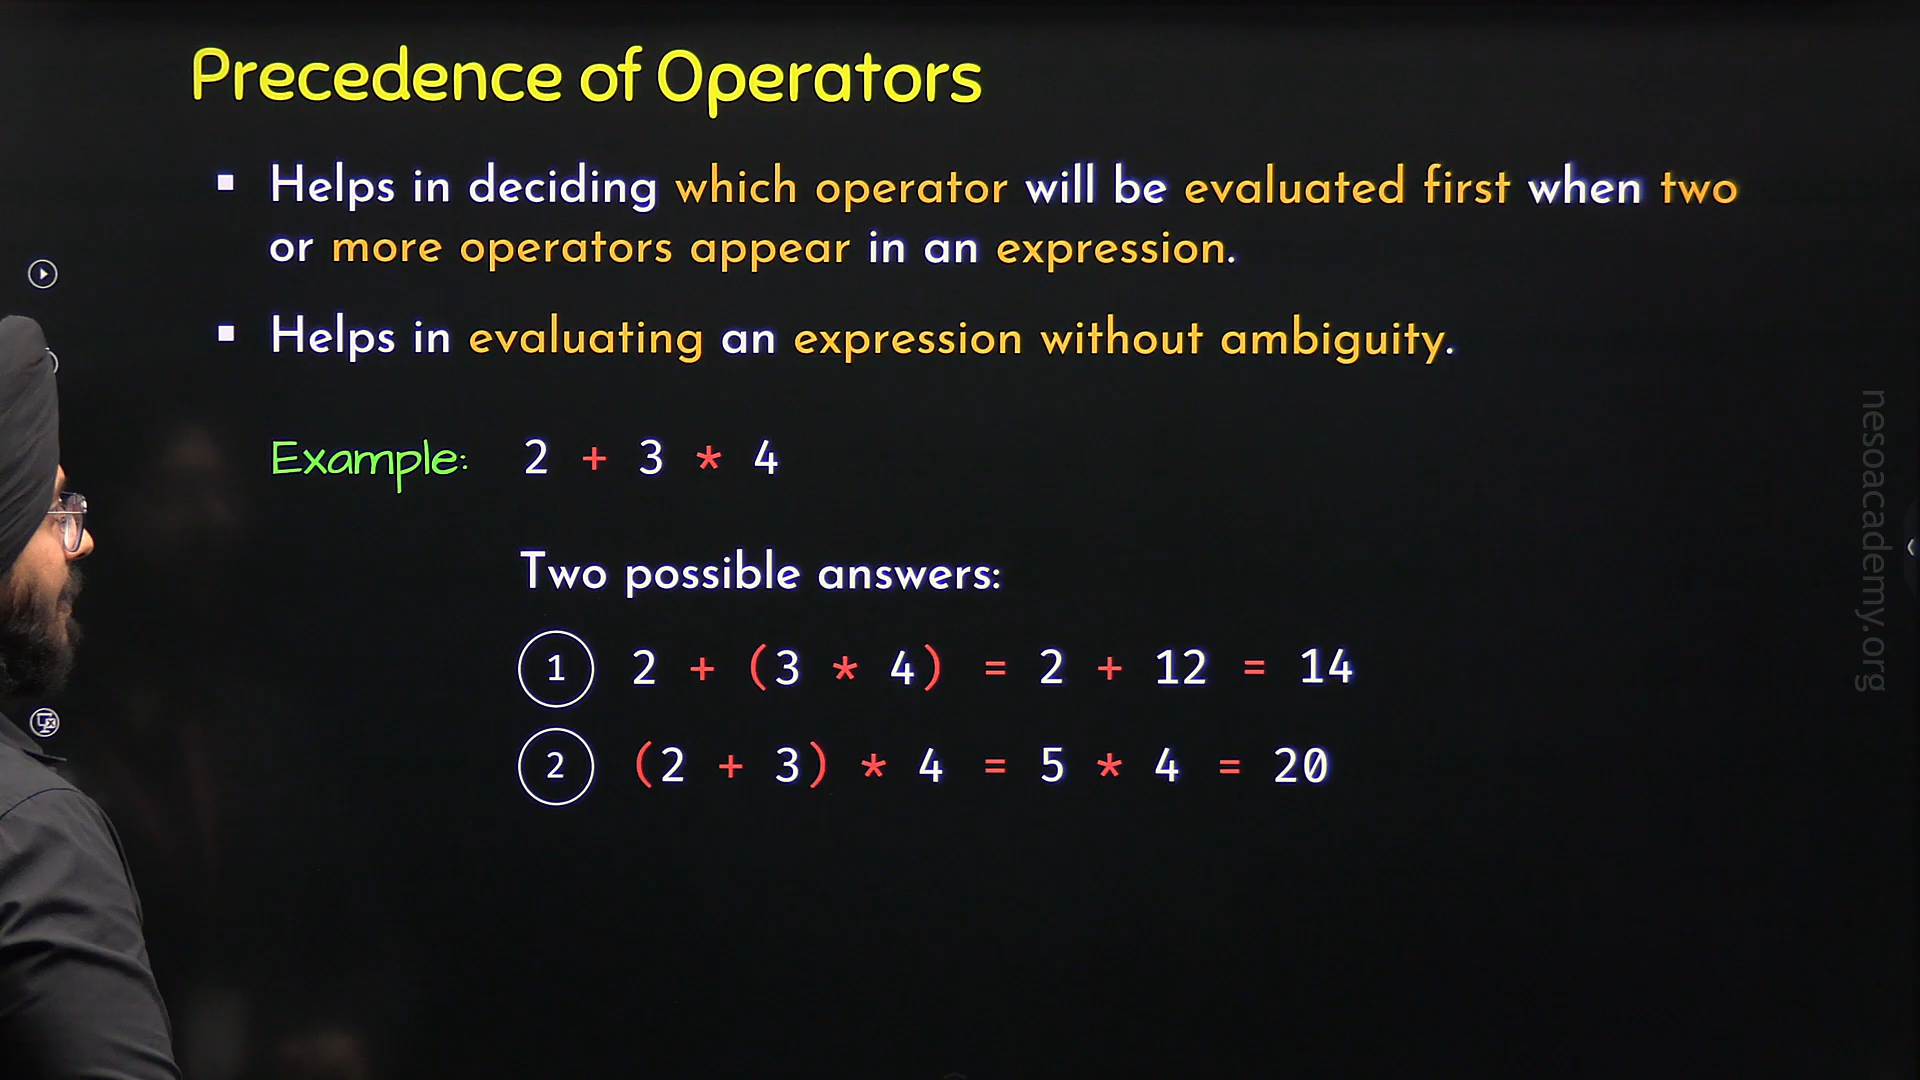 Precedence of Operators
▪ Helps in deciding which operator will be evaluated first when two
or more operators appear in an expression.
▪ Helps in evaluating an expression without ambiguity.
Example: 2 + 3 * 4
Two possible answers:
1 2 + (3 * 4) = 2 + 12 = 14
2 (2 + 3) * 4 = 5 * 4 = 20
nesoacademy.org